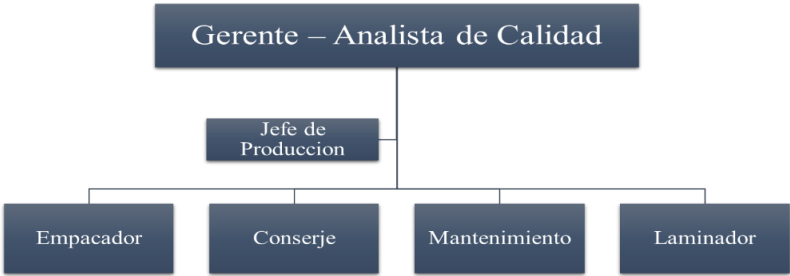 Gerente – Analista de Calidad
Jefe de
Produccion
Empacador
Conserje
Mantenimiento
Laminador